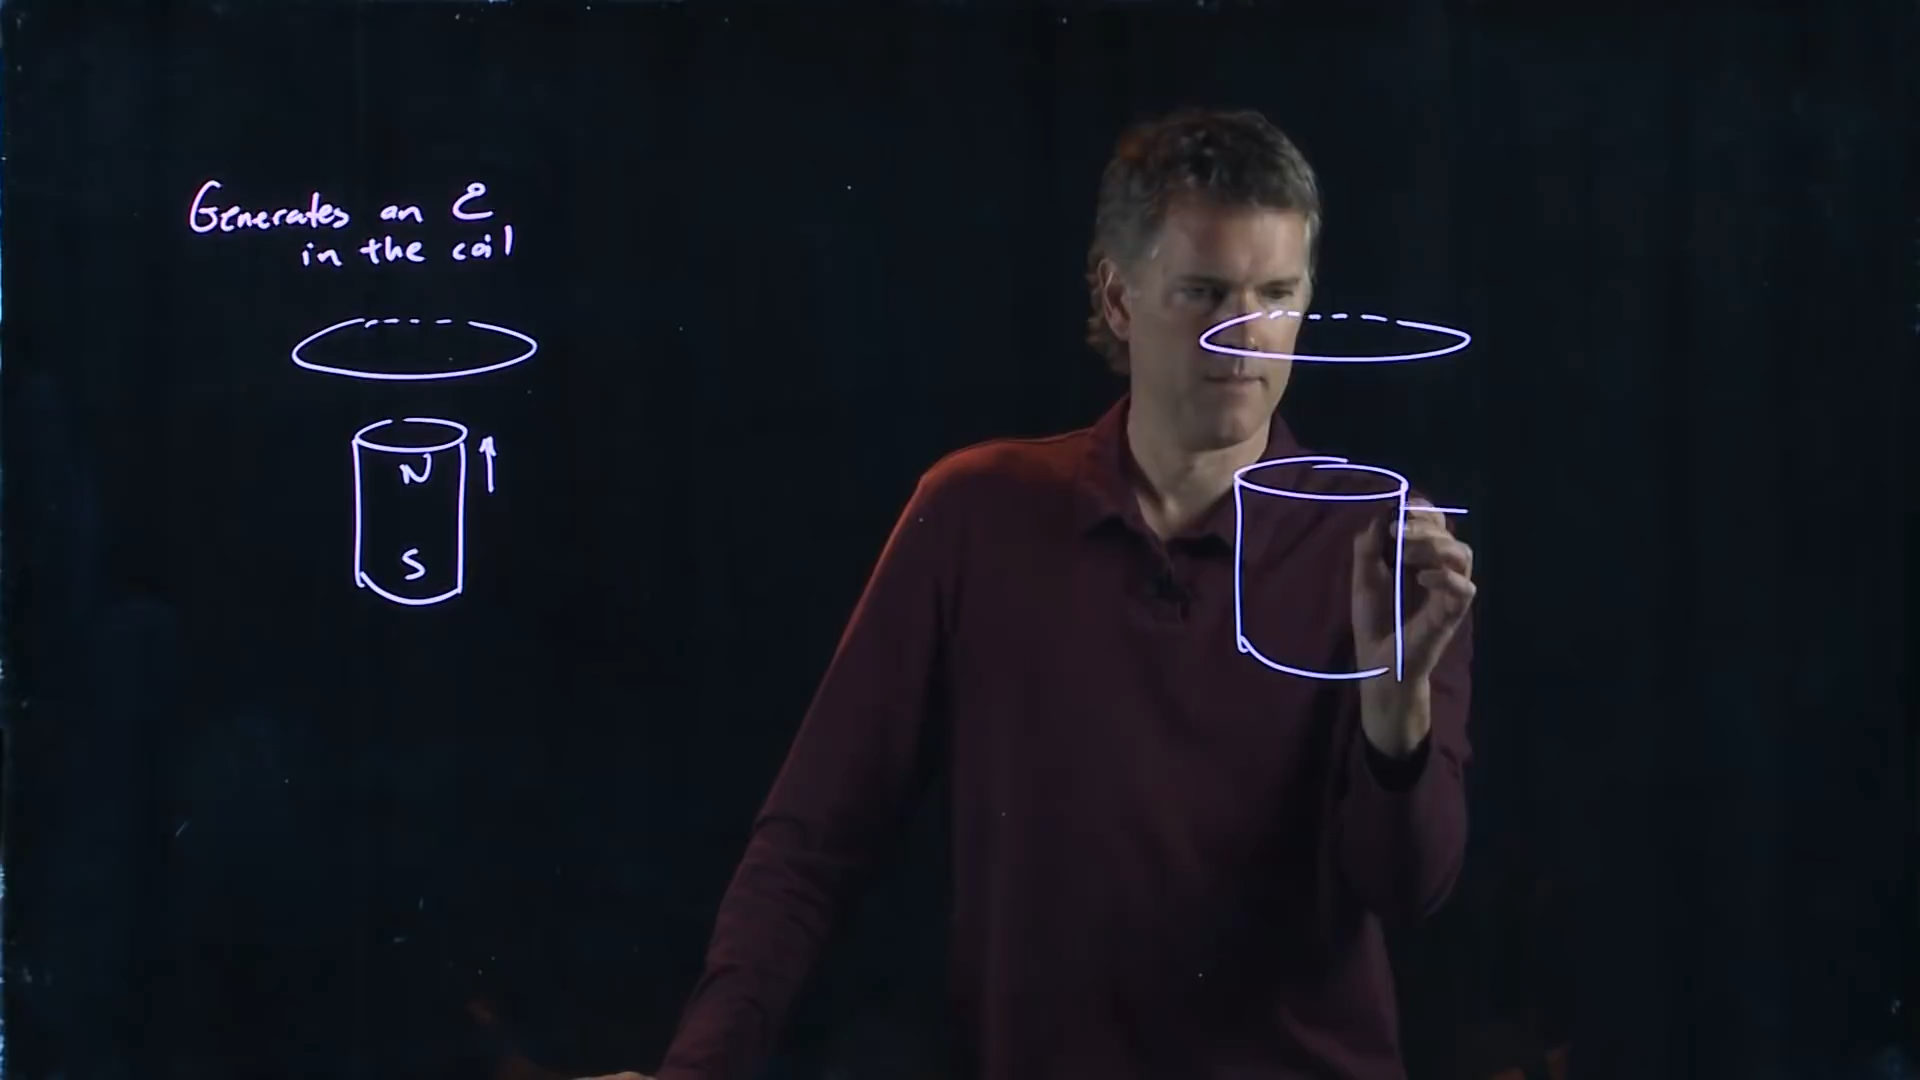 Generates an ℰ
in the coil
N
S